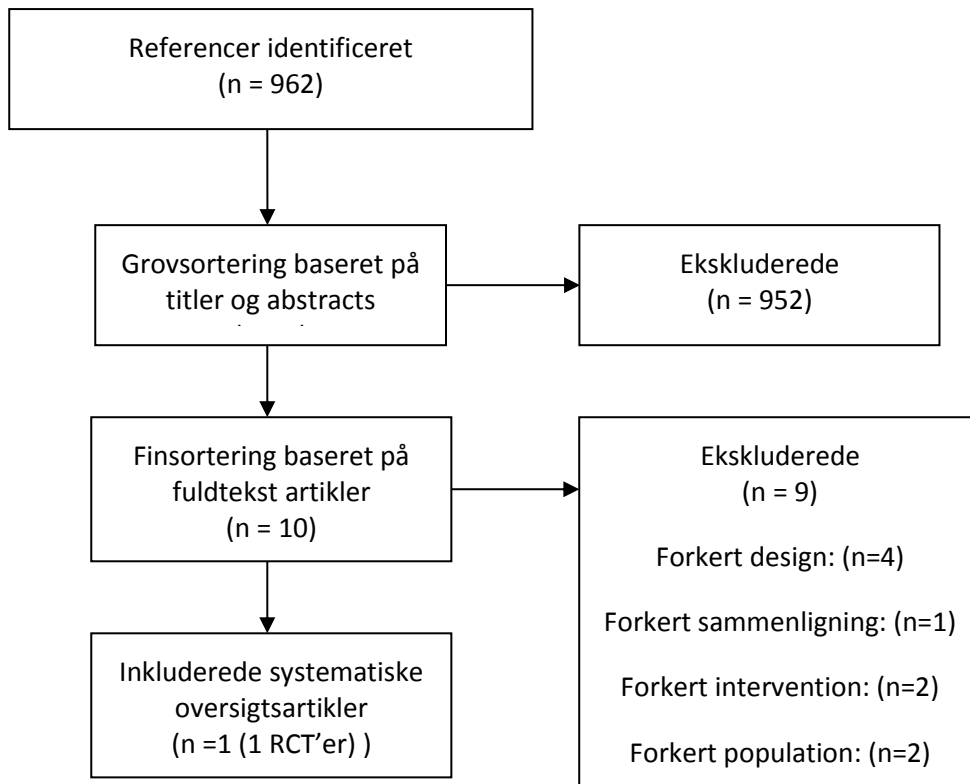 Referencer identificeret
(n = 962)
Grovsortering baseret på
titler og abstracts
Ekskluderede
(n = 952)
Finsortering baseret på
fuldtekst artikler
(n = 10)
Ekskluderede
(n = 9)
Forkert design: (n=4)
Forkert sammenligning: (n=1)
Forkert intervention: (n=2)
Forkert population: (n=2)
Inkluderede systematiske
oversigtsartikler
(n =1 (1 RCT’er) )